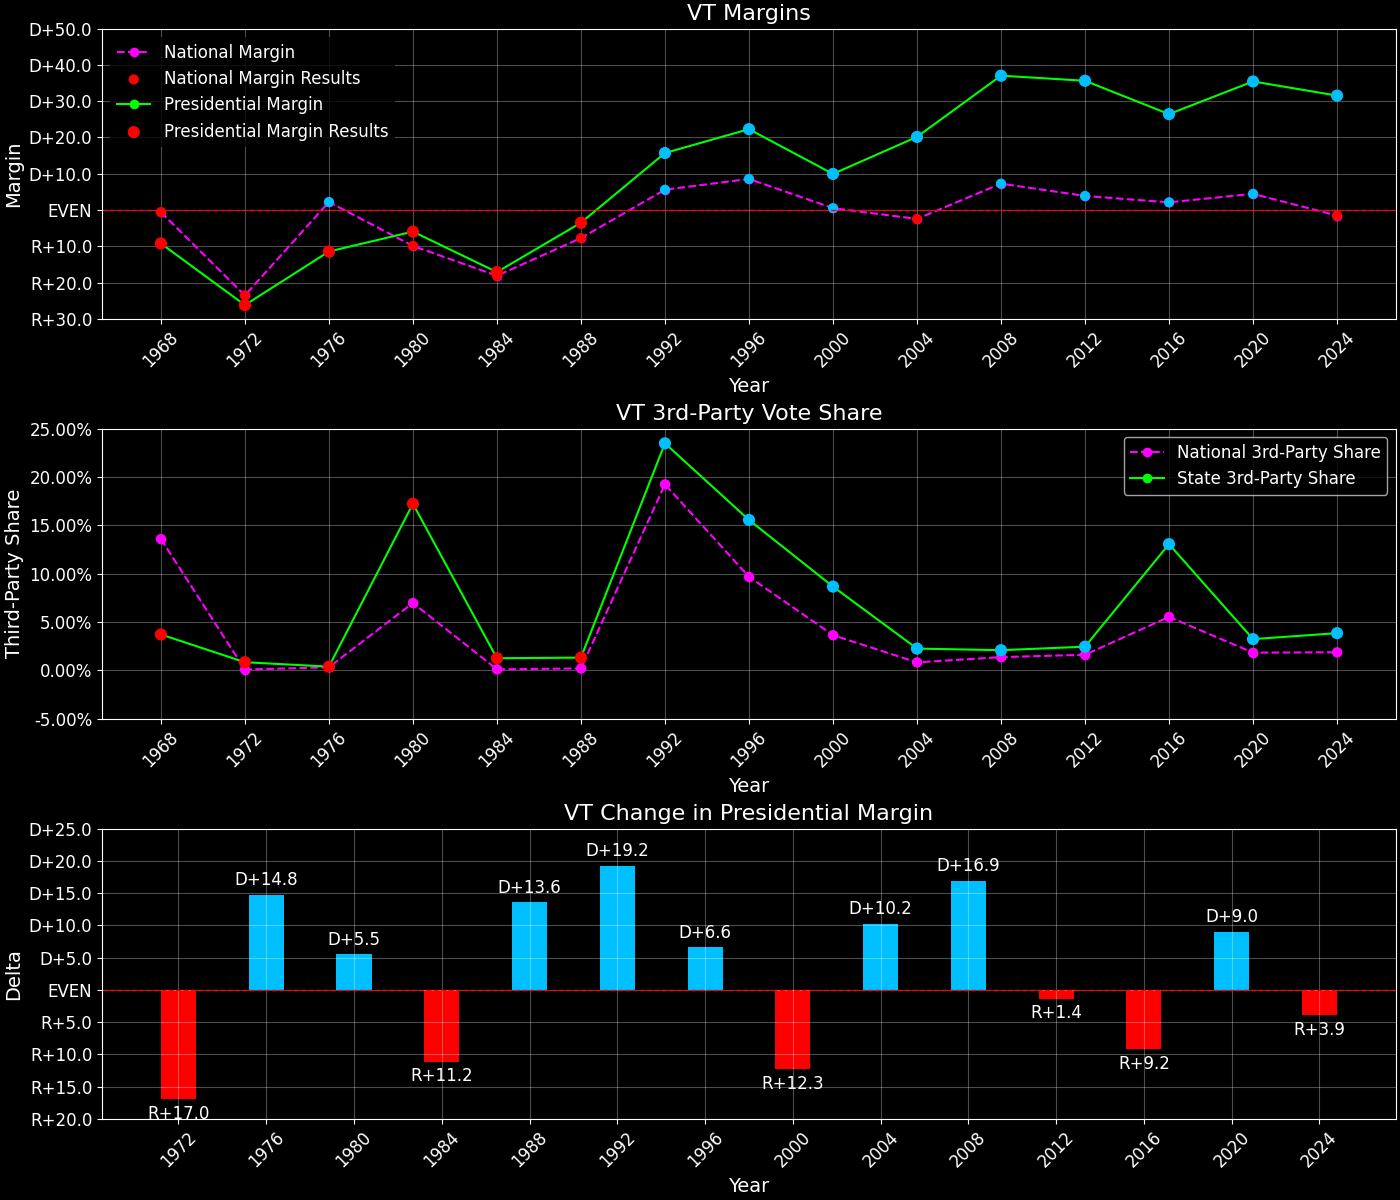 VT Margins
D+50.0
D+40.0
D+30.0
D+20.0
D+10.0
EVEN
R+10.0
R+20.0
R+30.0
Margin
National Margin
National Margin Results
Presidential Margin
Presidential Margin Results
1968 1972 1976 1980 1984 1988 1992 1996 2000 2004 2008 2012 2016 2020 2024
Year
VT 3rd-Party Vote Share
25.00%
20.00%
15.00%
10.00%
5.00%
0.00%
-5.00%
Third-Party Share
National 3rd-Party Share
State 3rd-Party Share
1968 1972 1976 1980 1984 1988 1992 1996 2000 2004 2008 2012 2016 2020 2024
Year
VT Change in Presidential Margin
D+25.0
D+20.0
D+15.0
D+10.0
D+5.0
EVEN
R+5.0
R+10.0
R+15.0
R+20.0
Delta
R+17.0
D+14.8
D+5.5
R+11.2
D+13.6
D+19.2
D+6.6
R+12.3
D+10.2
D+16.9
R+1.4
R+9.2
D+9.0
R+3.9
1972 1976 1980 1984 1988 1992 1996 2000 2004 2008 2012 2016 2020 2024
Year